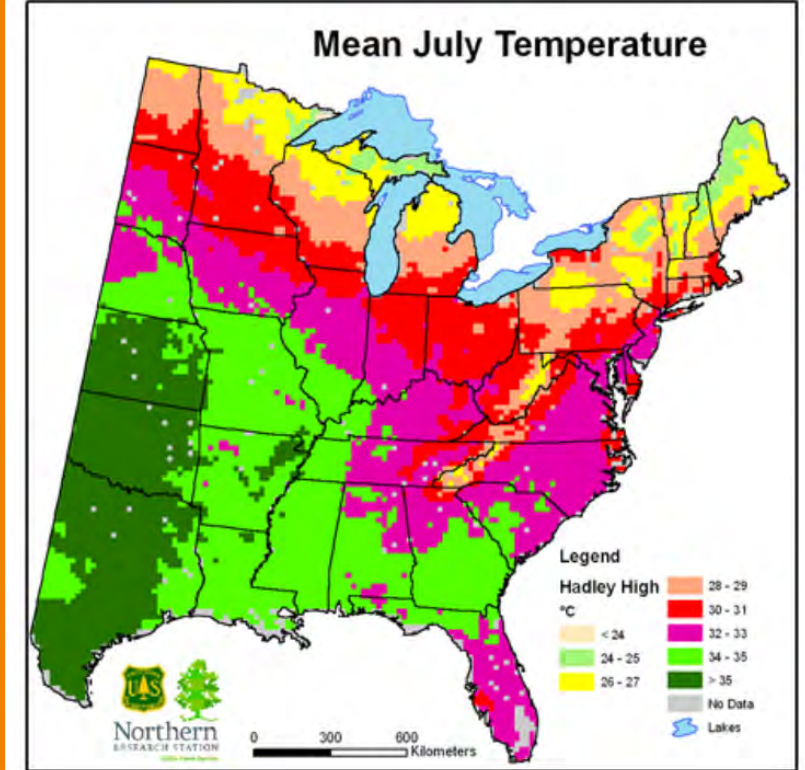 Mean July Temperature
Legend
Hadley High
°C
< 24
24 - 25
26 - 27
28 - 29
30 - 31
32 - 33
34 - 35
> 35
No Data
Lakes
U S
Northern
RESEARCH STATION
0 300 600
Kilometers